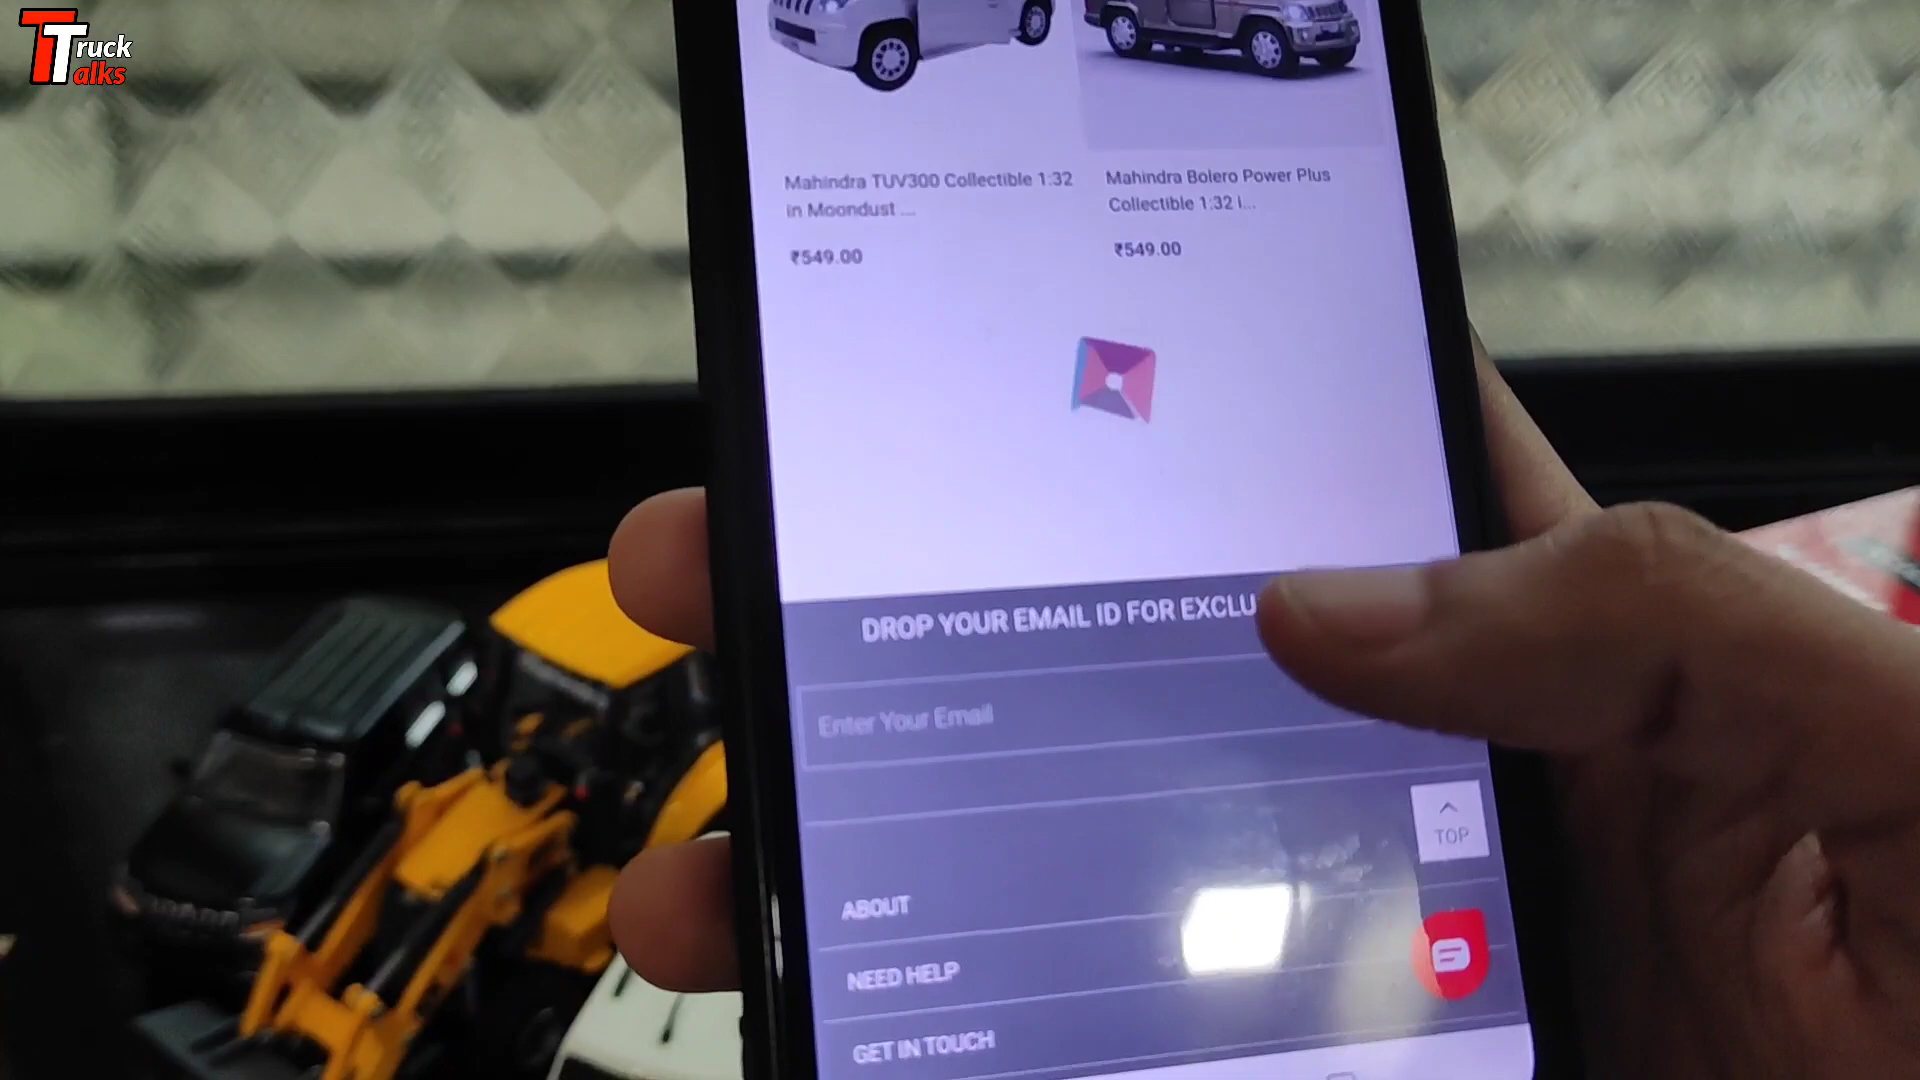 Truck
Talks
Mahindra TUV300 Collectible 1:32
in Moondust ...
₹549.00
Mahindra Bolero Power Plus
Collectible 1:32 i...
₹549.00
DROP YOUR EMAIL ID FOR EXCLU
Enter Your Email
TOP
ABOUT
NEED HELP
GET IN TOUCH